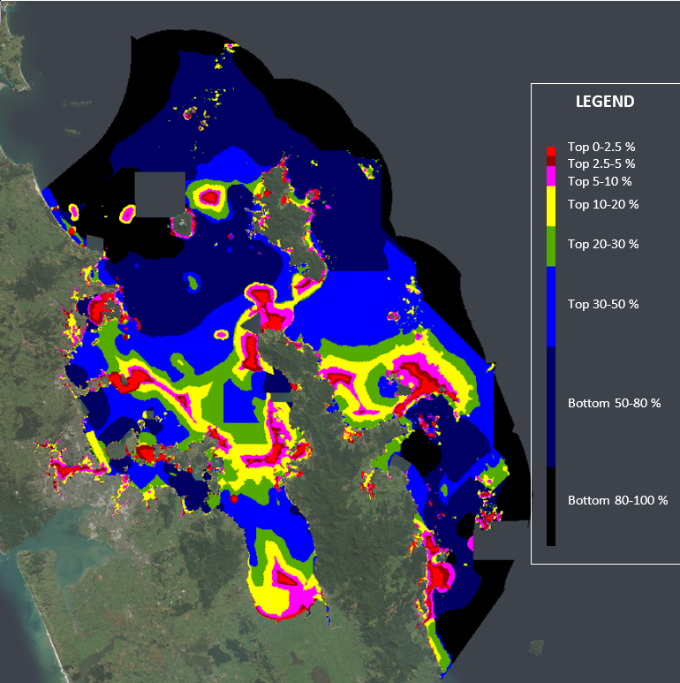 LEGEND
Top 0-2.5 %
Top 2.5-5 %
Top 5-10 %
Top 10-20 %
Top 20-30 %
Top 30-50 %
Bottom 50-80 %
Bottom 80-100 %